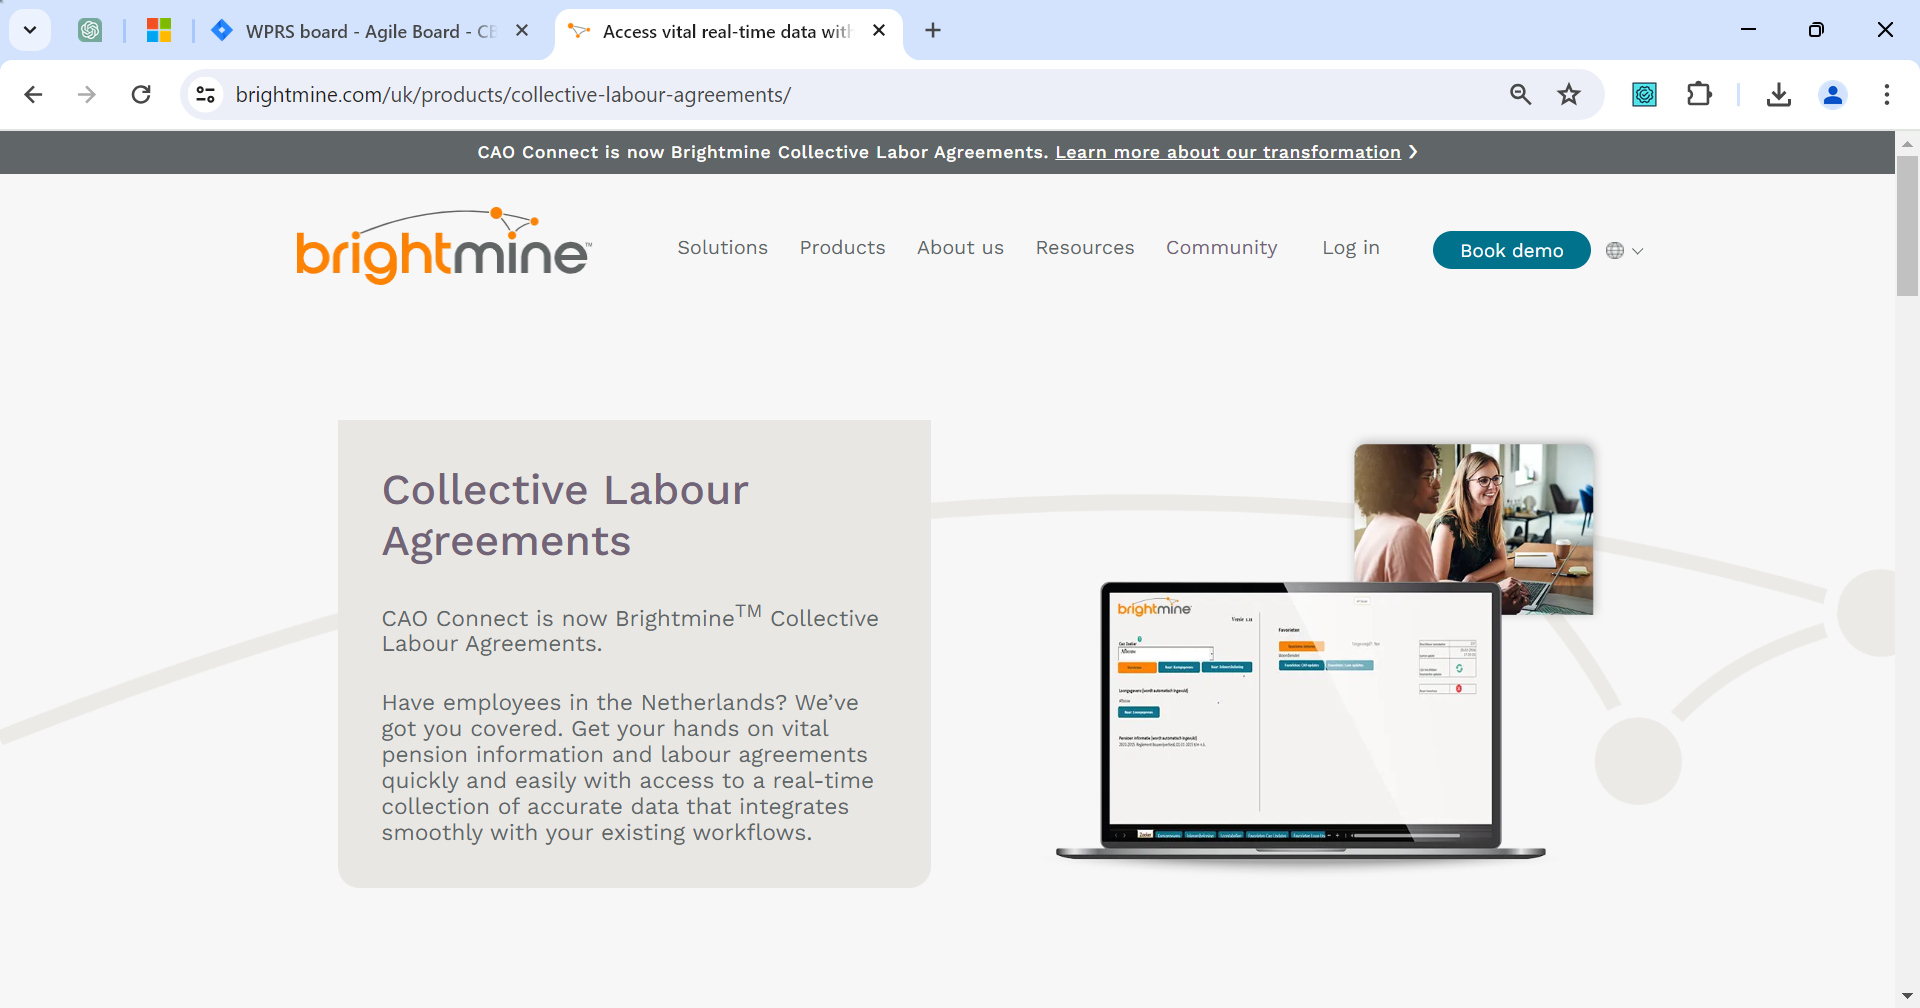 WPRS board - Agile Board - CE
Access vital real-time data with
brightmine.com/uk/products/collective-labour-agreements/
CAO Connect is now Brightmine Collective Labor Agreements. Learn more about our transformation
brightmine™
Solutions
Products
About us
Resources
Community
Log in
Book demo
Collective Labour
Agreements
CAO Connect is now Brightmine™ Collective
Labour Agreements.
Have employees in the Netherlands? We’ve
got you covered. Get your hands on vital
pension information and labour agreements
quickly and easily with access to a real-time
collection of accurate data that integrates
smoothly with your existing workflows.
brightmine
Favorieten